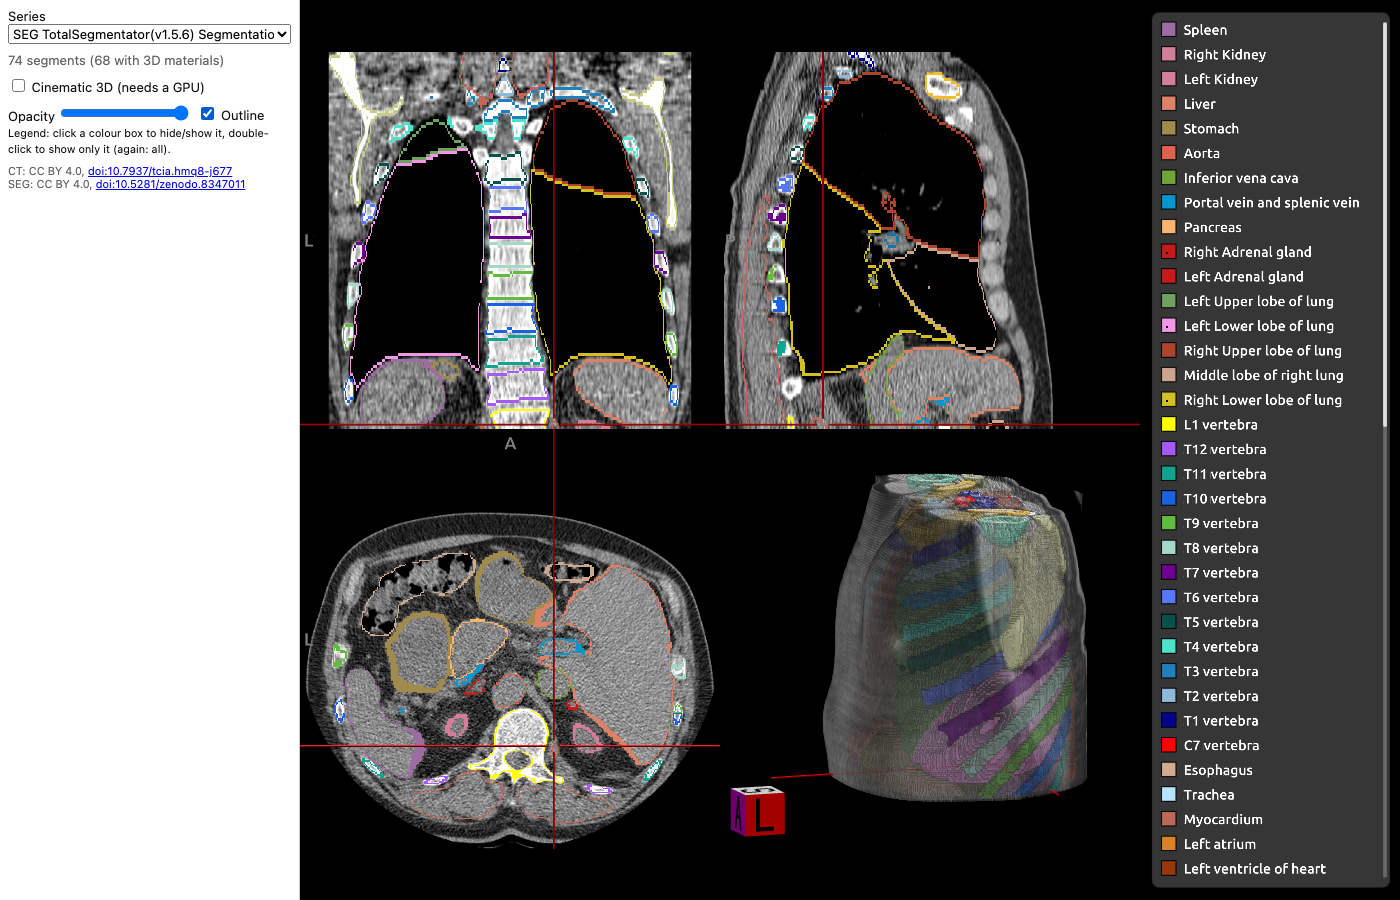 Series
SEG TotalSegmentator(v1.5.6) Segmentatio
74 segments (68 with 3D materials)
Cinematic 3D (needs a GPU)
Opacity
Outline
Legend: click a colour box to hide/show it, double-
click to show only it (again: all).
CT: CC BY 4.0, doi:10.7937/tcia.hmq8-j677
SEG: CC BY 4.0, doi:10.5281/zenodo.8347011
L
A
L
A
L
Spleen
Right Kidney
Left Kidney
Liver
Stomach
Aorta
Inferior vena cava
Portal vein and splenic vein
Pancreas
Right Adrenal gland
Left Adrenal gland
Left Upper lobe of lung
Left Lower lobe of lung
Right Upper lobe of lung
Middle lobe of right lung
Right Lower lobe of lung
L1 vertebra
T12 vertebra
T11 vertebra
T10 vertebra
T9 vertebra
T8 vertebra
T7 vertebra
T6 vertebra
T5 vertebra
T4 vertebra
T3 vertebra
T2 vertebra
T1 vertebra
C7 vertebra
Esophagus
Trachea
Myocardium
Left atrium
Left ventricle of heart